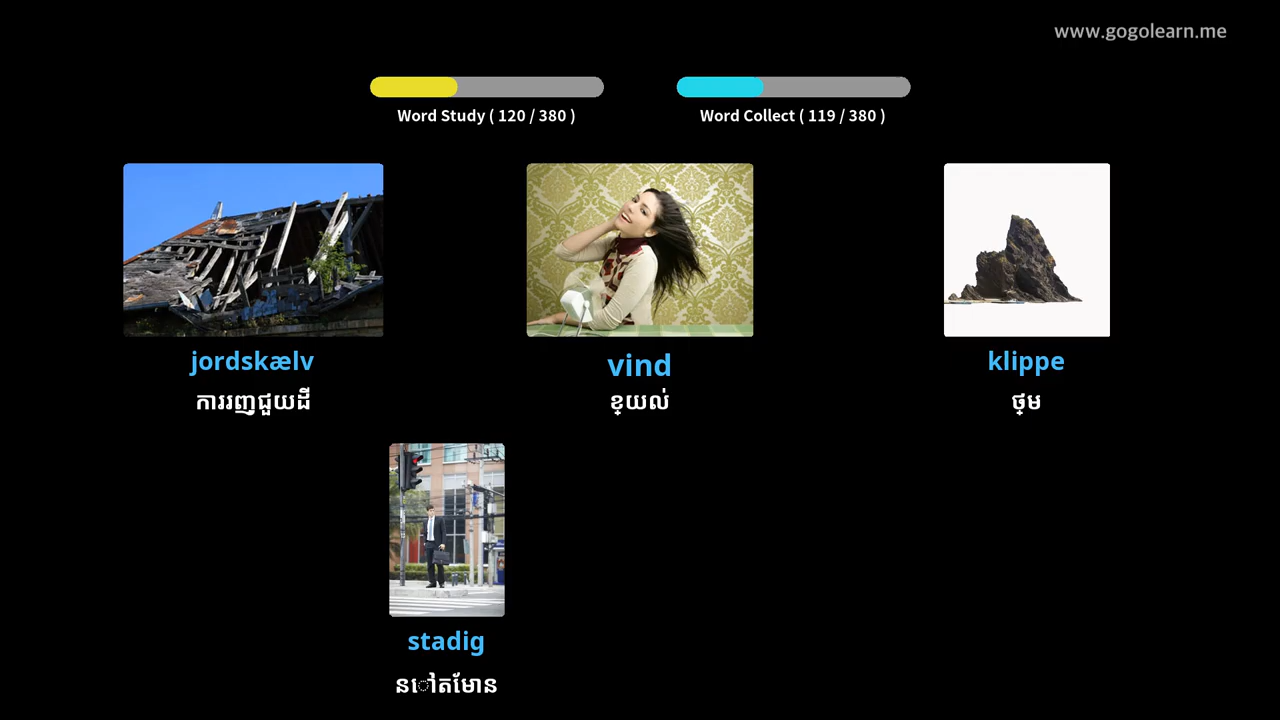 www.gogolearn.me
Word Study ( 120 / 380 )
Word Collect ( 119 / 380 )
jordskælv
vind
klippe
ការរញ្ជួយដី
ខ្យល់
ថ្ម
stadig
នៅតែមាន